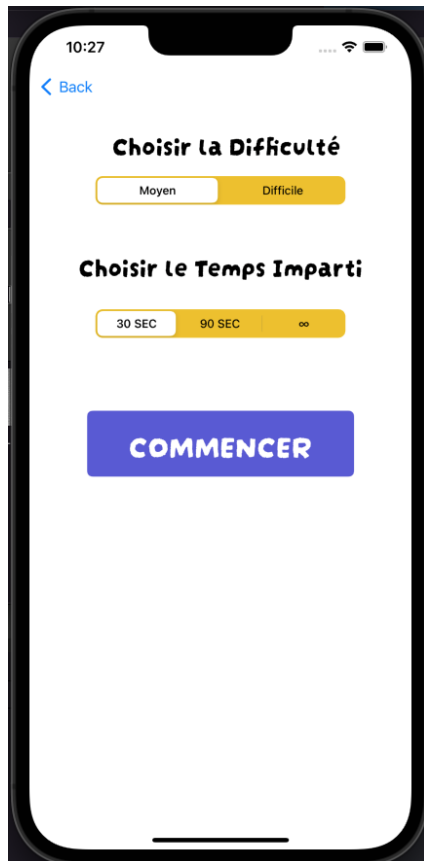 10:27
Back
Choisir la Difficulté
Moyen Difficile
Choisir le Temps Imparti
30 SEC 90 SEC ∞
COMMENCER